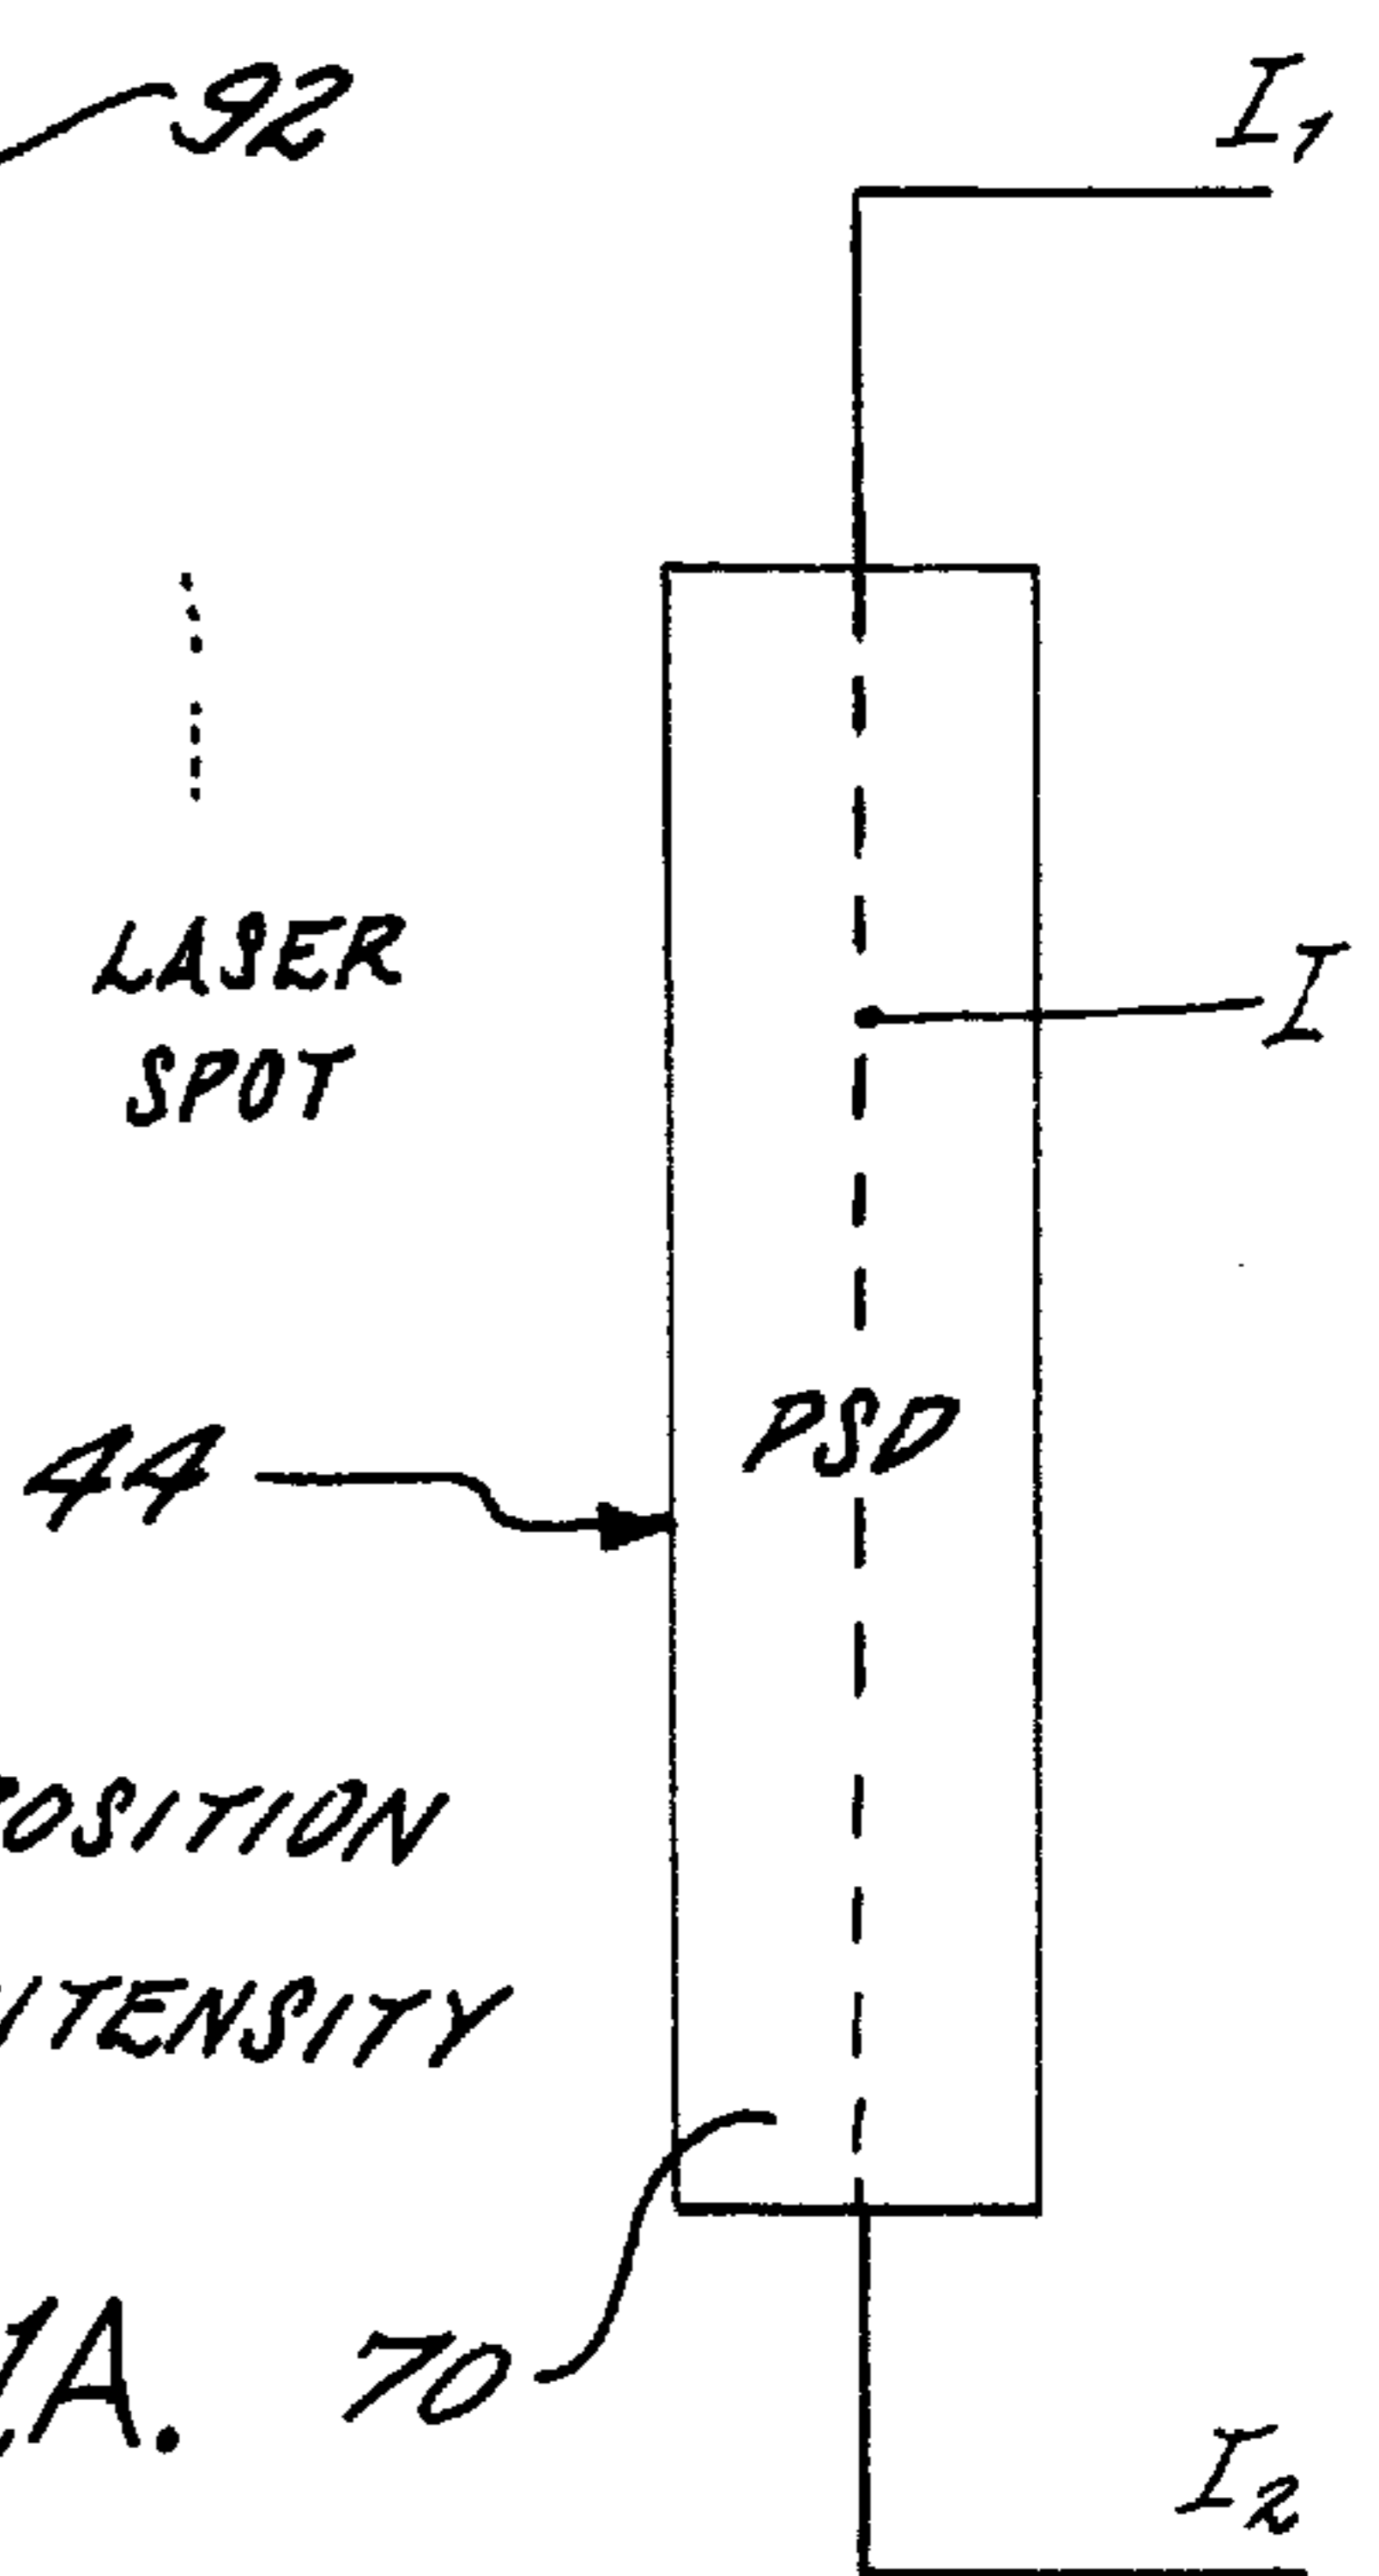 92
I₁
LASER
SPOT
I
PSD
44
OSITION
TENSITY
1A.
70
I₂